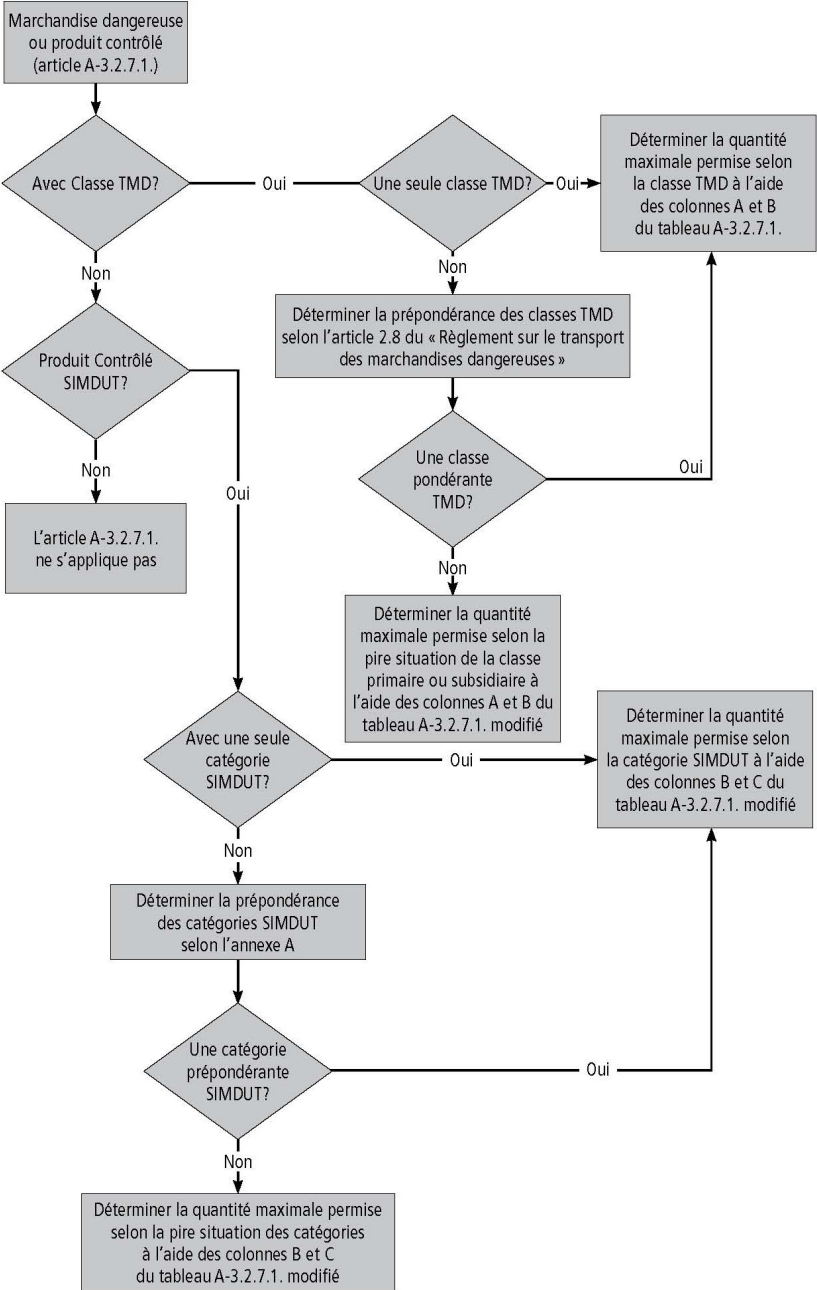 Marchandise dangereuse
ou produit contrôlé
(article A-3.2.7.1.)
Avec Classe TMD?
Oui
Une seule classe TMD?
Oui
Déterminer la quantité
maximale permise selon
la classe TMD à l'aide
des colonnes A et B
du tableau A-3.2.7.1.
Non
Non
Déterminer la prépondérance des classes TMD
selon l'article 2.8 du « Règlement sur le transport
des marchandises dangereuses »
Produit Contrôlé
SIMDUT?
Une classe
pondérante
TMD?
Oui
Non
Oui
L'article A-3.2.7.1.
ne s'applique pas
Non
Déterminer la quantité
maximale permise selon la
pire situation de la classe
primaire ou subsidiaire à
l'aide des colonnes A et B du
tableau A-3.2.7.1. modifié
Avec une seule
catégorie
SIMDUT?
Oui
Déterminer la quantité
maximale permise selon
la catégorie SIMDUT à l'aide
des colonnes B et C du
tableau A-3.2.7.1. modifié
Non
Déterminer la prépondérance
des catégories SIMDUT
selon l'annexe A
Une catégorie
prépondérante
SIMDUT?
Oui
Non
Déterminer la quantité maximale permise
selon la pire situation des catégories
à l'aide des colonnes B et C
du tableau A-3.2.7.1. modifié